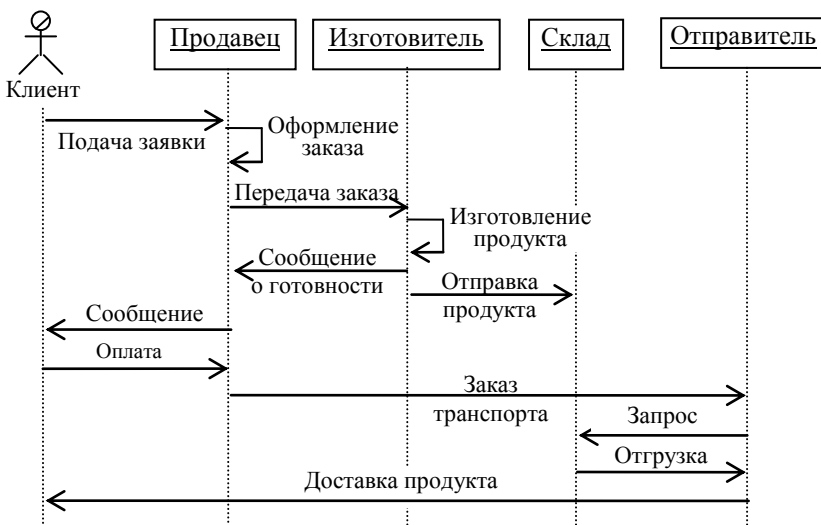 Продавец
Изготовитель
Склад
Отправитель
Клиент
Подача заявки
Оформление
заказа
Передача заказа
Изготовление
продукта
Сообщение
о готовности
Отправка
продукта
Сообщение
Оплата
Заказ
транспорта
Запрос
Отгрузка
Доставка продукта